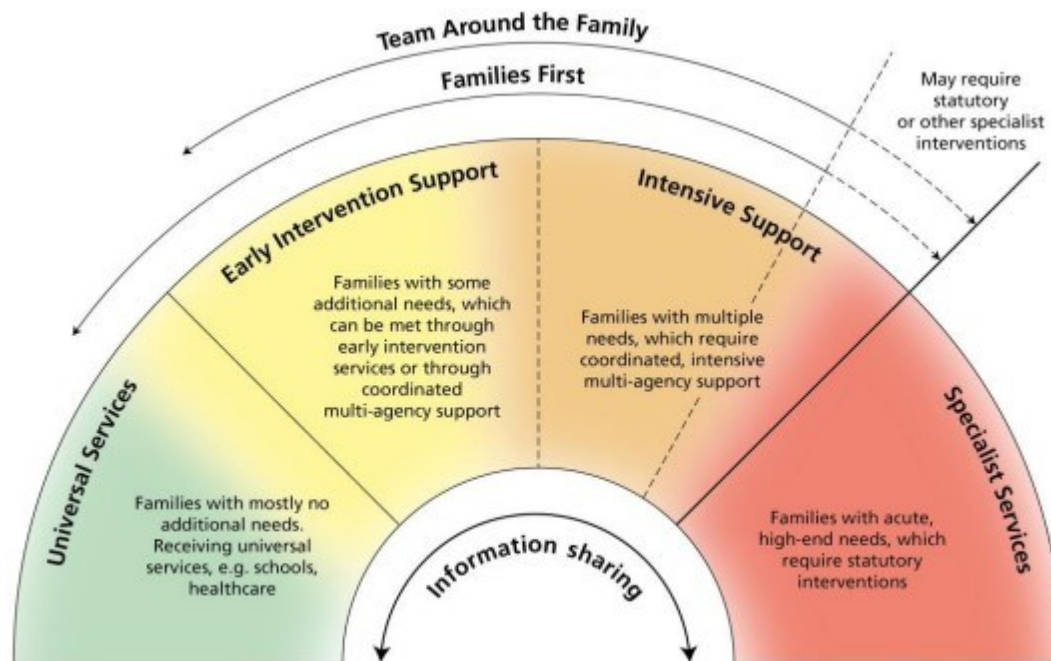 Team Around the Family
Families First
May require
statutory
or other specialist
interventions
Early Intervention Support
Intensive Support
Families with some
additional needs, which
can be met through
early intervention
services or through
coordinated
multi-agency support
Families with multiple
needs, which require
coordinated, intensive
multi-agency support
Universal Services
Families with mostly no
additional needs.
Receiving universal
services, e.g. schools,
healthcare
Specialist Services
Families with acute,
high-end needs, which
require statutory
interventions
Information sharing